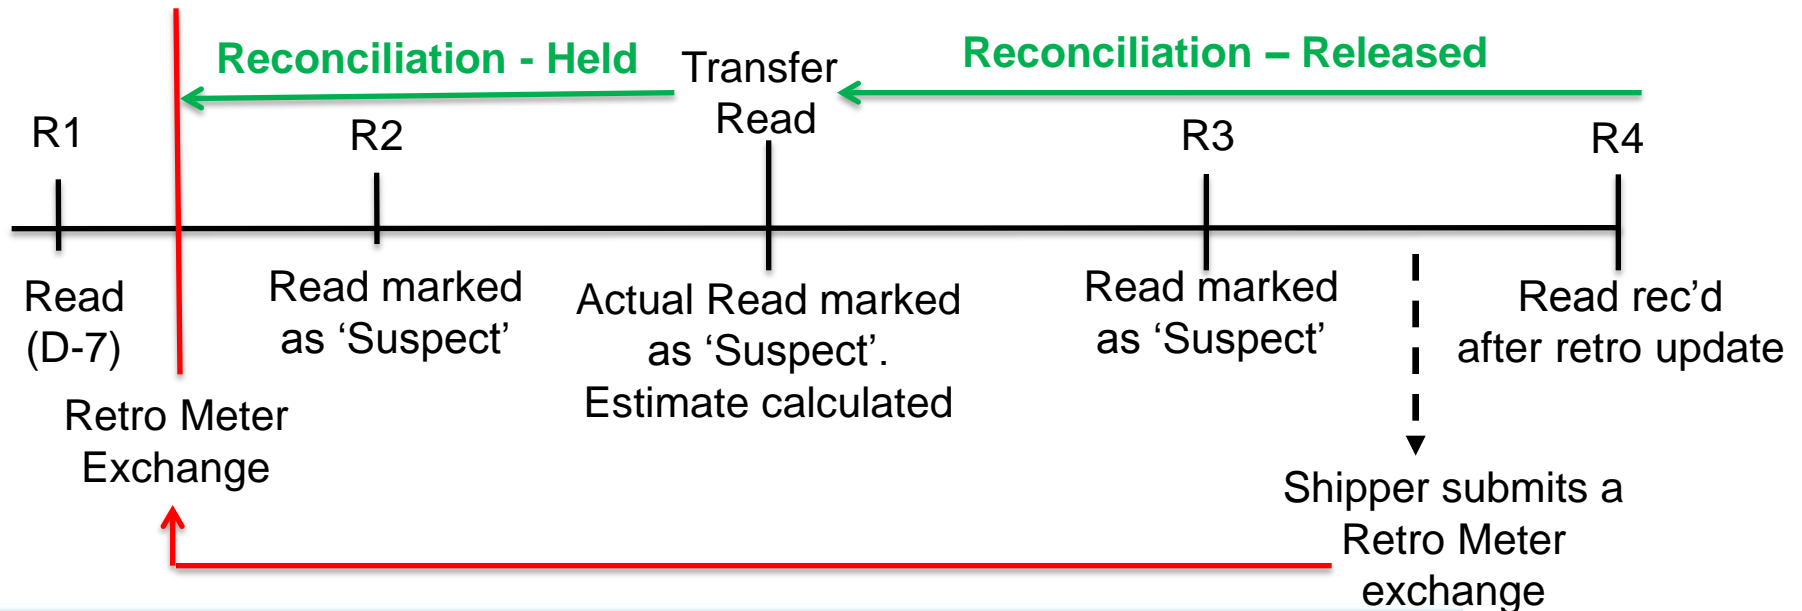 Reconciliation - Held
Transfer
Read
Reconciliation – Released
R1
R2
R3
R4
Read
(D-7)
Read marked
as ‘Suspect’
Actual Read marked
as ‘Suspect’.
Estimate calculated
Read marked
as ‘Suspect’
Read rec’d
after retro update
Retro Meter
Exchange
Shipper submits a
Retro Meter
exchange